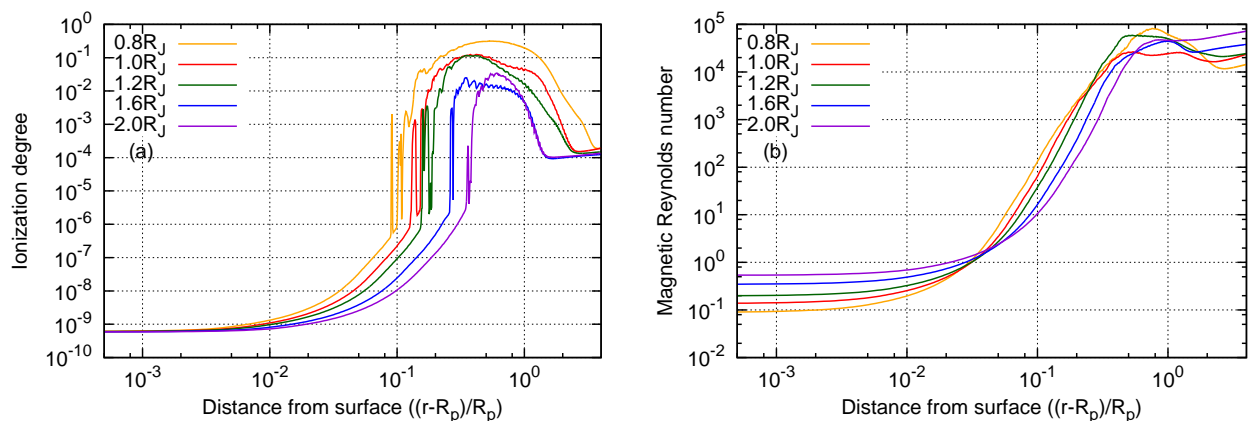 Ionization degree
10^0
10^-1
10^-2
10^-3
10^-4
10^-5
10^-6
10^-7
10^-8
10^-9
10^-10
0.8R_J
1.0R_J
1.2R_J
1.6R_J
2.0R_J
(a)
10^-3 10^-2 10^-1 10^0
Distance from surface ((r-R_p)/R_p)
Magnetic Reynolds number
10^5
10^4
10^3
10^2
10^1
10^0
10^-1
10^-2
0.8R_J
1.0R_J
1.2R_J
1.6R_J
2.0R_J
(b)
10^-3 10^-2 10^-1 10^0
Distance from surface ((r-R_p)/R_p)